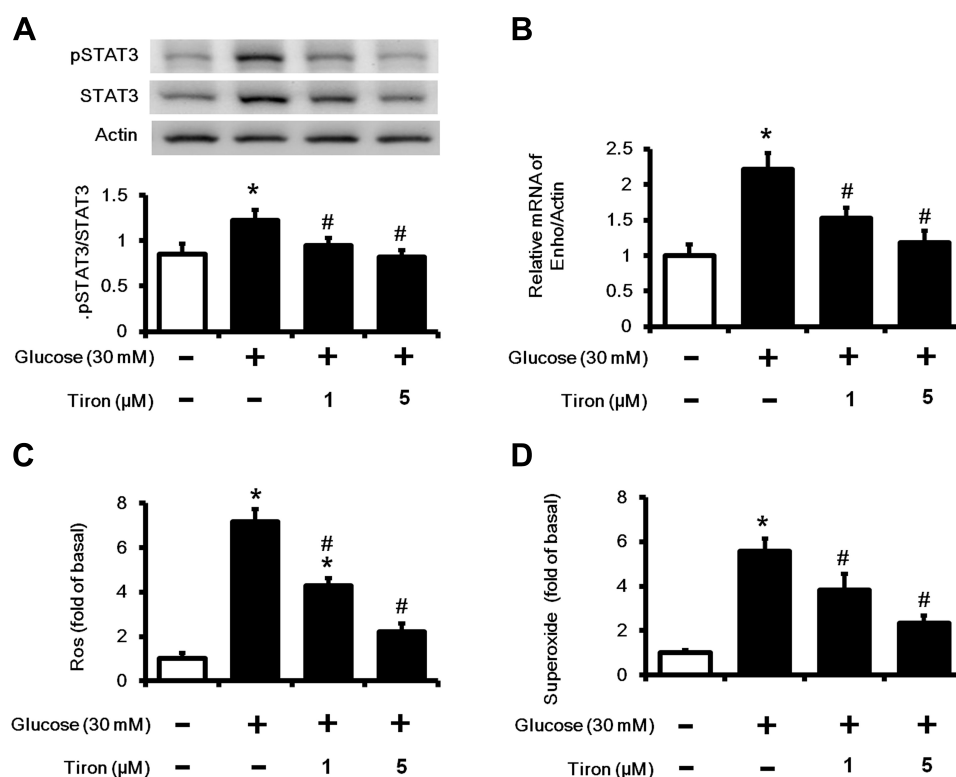 A
pSTAT3
STAT3
Actin
.pSTAT3/STAT3
1.5
1
0.5
0
*
#
#
Glucose (30 mM) − + + +
Tiron (μM) − − 1 5
B
Relative mRNA of
Enho/Actin
2.5
2
1.5
1
0.5
0
*
#
#
Glucose (30 mM) − + + +
Tiron (μM) − − 1 5
C
Ros (fold of basal)
8
6
4
2
0
*
#
*
#
Glucose (30 mM) − + + +
Tiron (μM) − − 1 5
D
Superoxide (fold of basal)
8
6
4
2
0
*
#
#
Glucose (30 mM) − + + +
Tiron (μM) − − 1 5